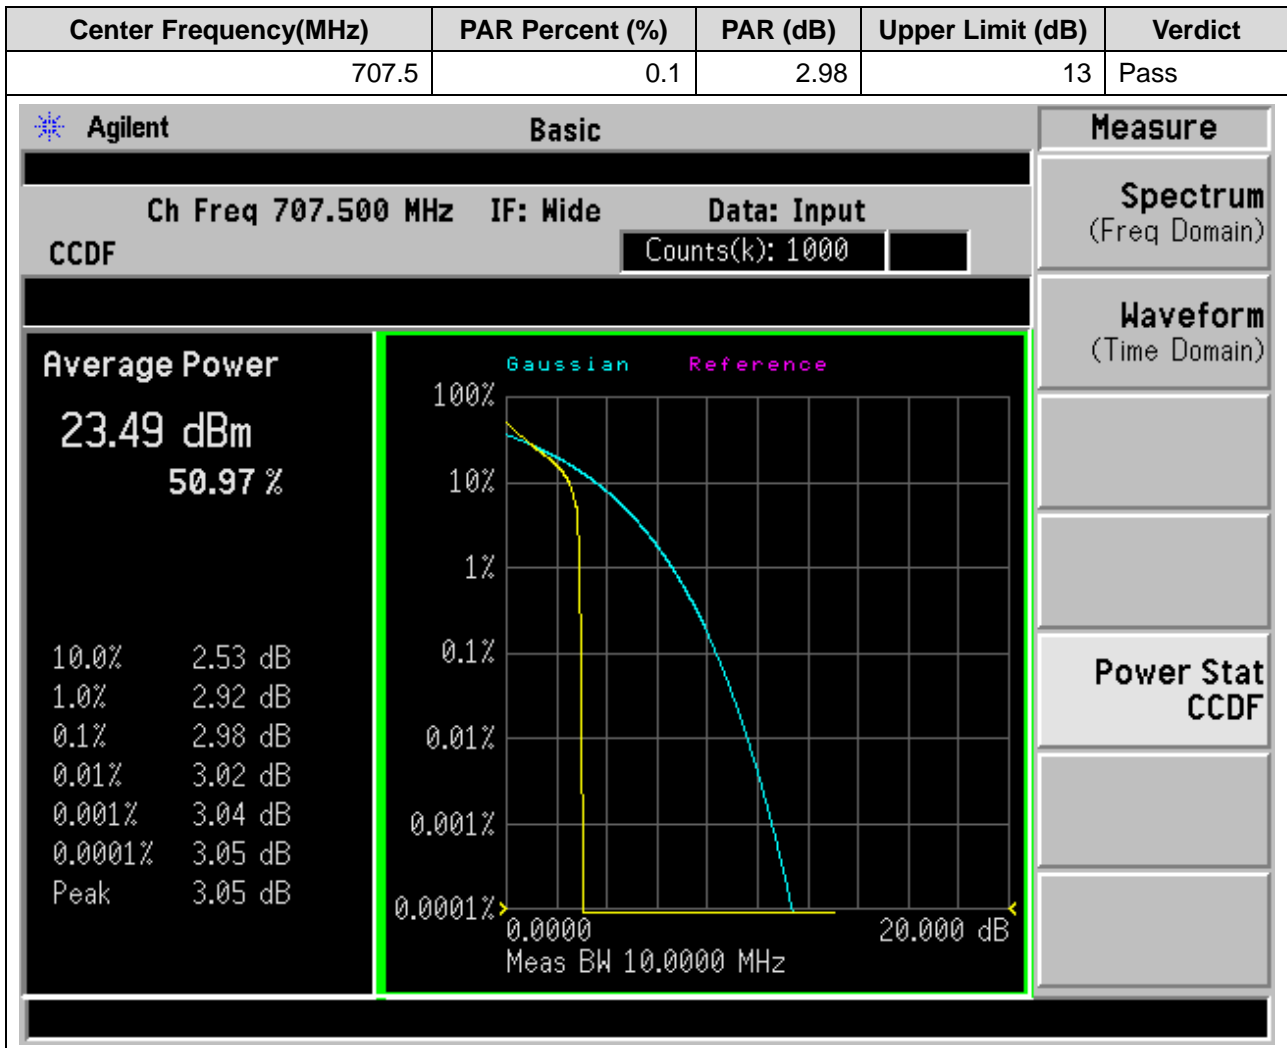 Center Frequency(MHz) PAR Percent (%) PAR (dB) Upper Limit (dB) Verdict
707.5 0.1 2.98 13 Pass
Agilent Basic Measure
Ch Freq 707.500 MHz IF: Wide Data: Input
CCDF Counts(k): 1000
Spectrum
(Freq Domain)
Waveform
(Time Domain)
Power Stat
CCDF
Average Power
23.49 dBm
50.97 %
10.0% 2.53 dB
1.0% 2.92 dB
0.1% 2.98 dB
0.01% 3.02 dB
0.001% 3.04 dB
0.0001% 3.05 dB
Peak 3.05 dB
Gaussian Reference
100%
10%
1%
0.1%
0.01%
0.001%
0.0001%
0.0000 20.000 dB
Meas BW 10.0000 MHz